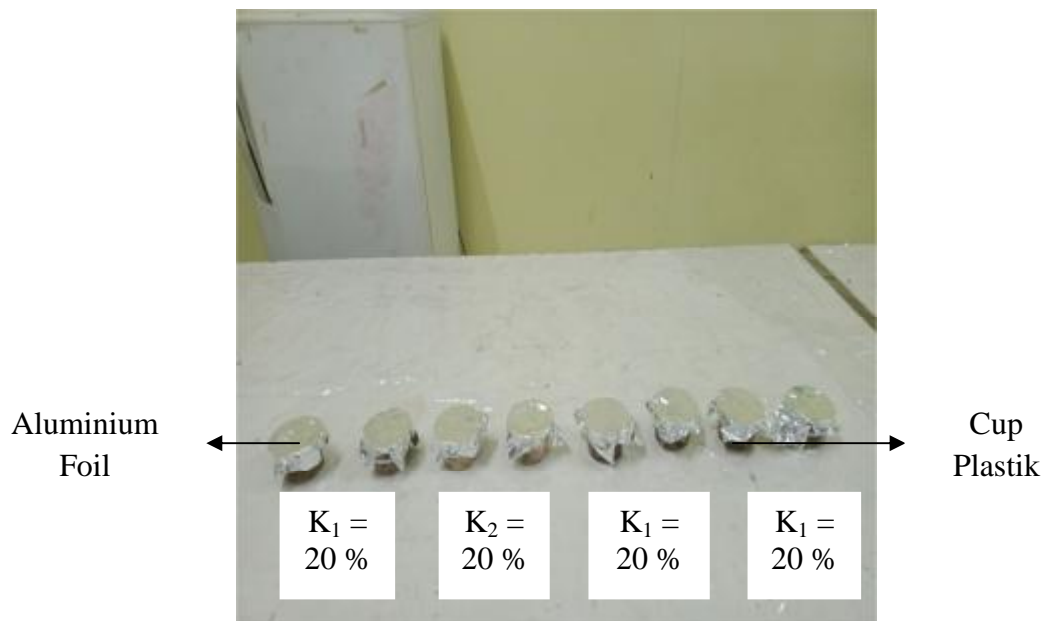 Aluminium
Foil
Cup
Plastik
K₁ =
20 %
K₂ =
20 %
K₁ =
20 %
K₁ =
20 %